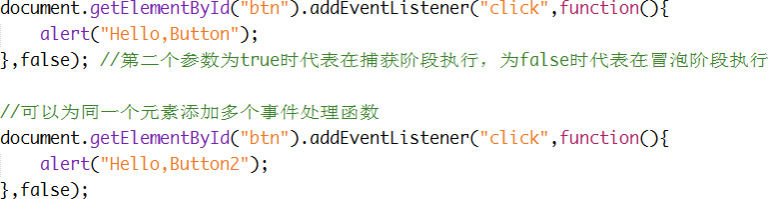 document.getElementById("btn").addEventListener("click",function(){
    alert("Hello,Button");
},false); //第二个参数为true时代表在捕获阶段执行，为false时代表在冒泡阶段执行
//可以为同一个元素添加多个事件处理函数
document.getElementById("btn").addEventListener("click",function(){
    alert("Hello,Button2");
},false);